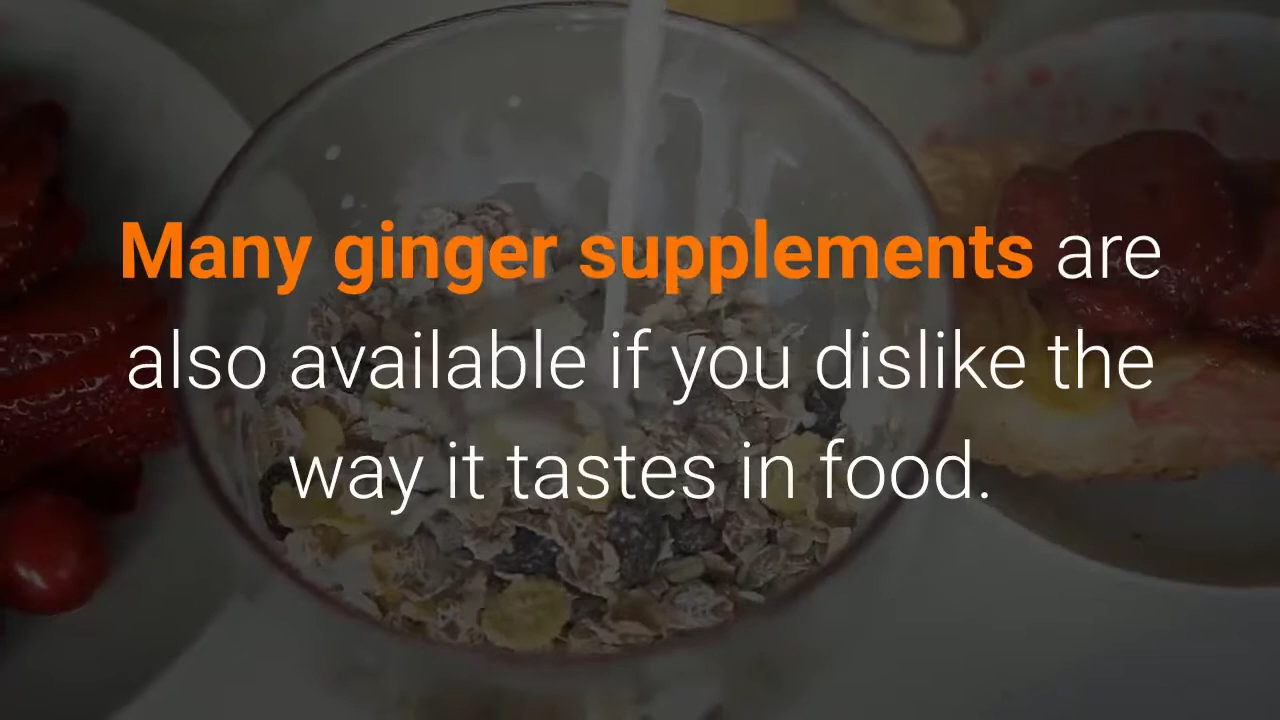 Many ginger supplements are
also available if you dislike the
way it tastes in food.